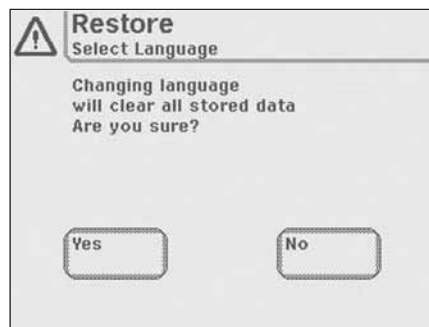 Restore
Select Language
Changing language
will clear all stored data
Are you sure?
Yes
No